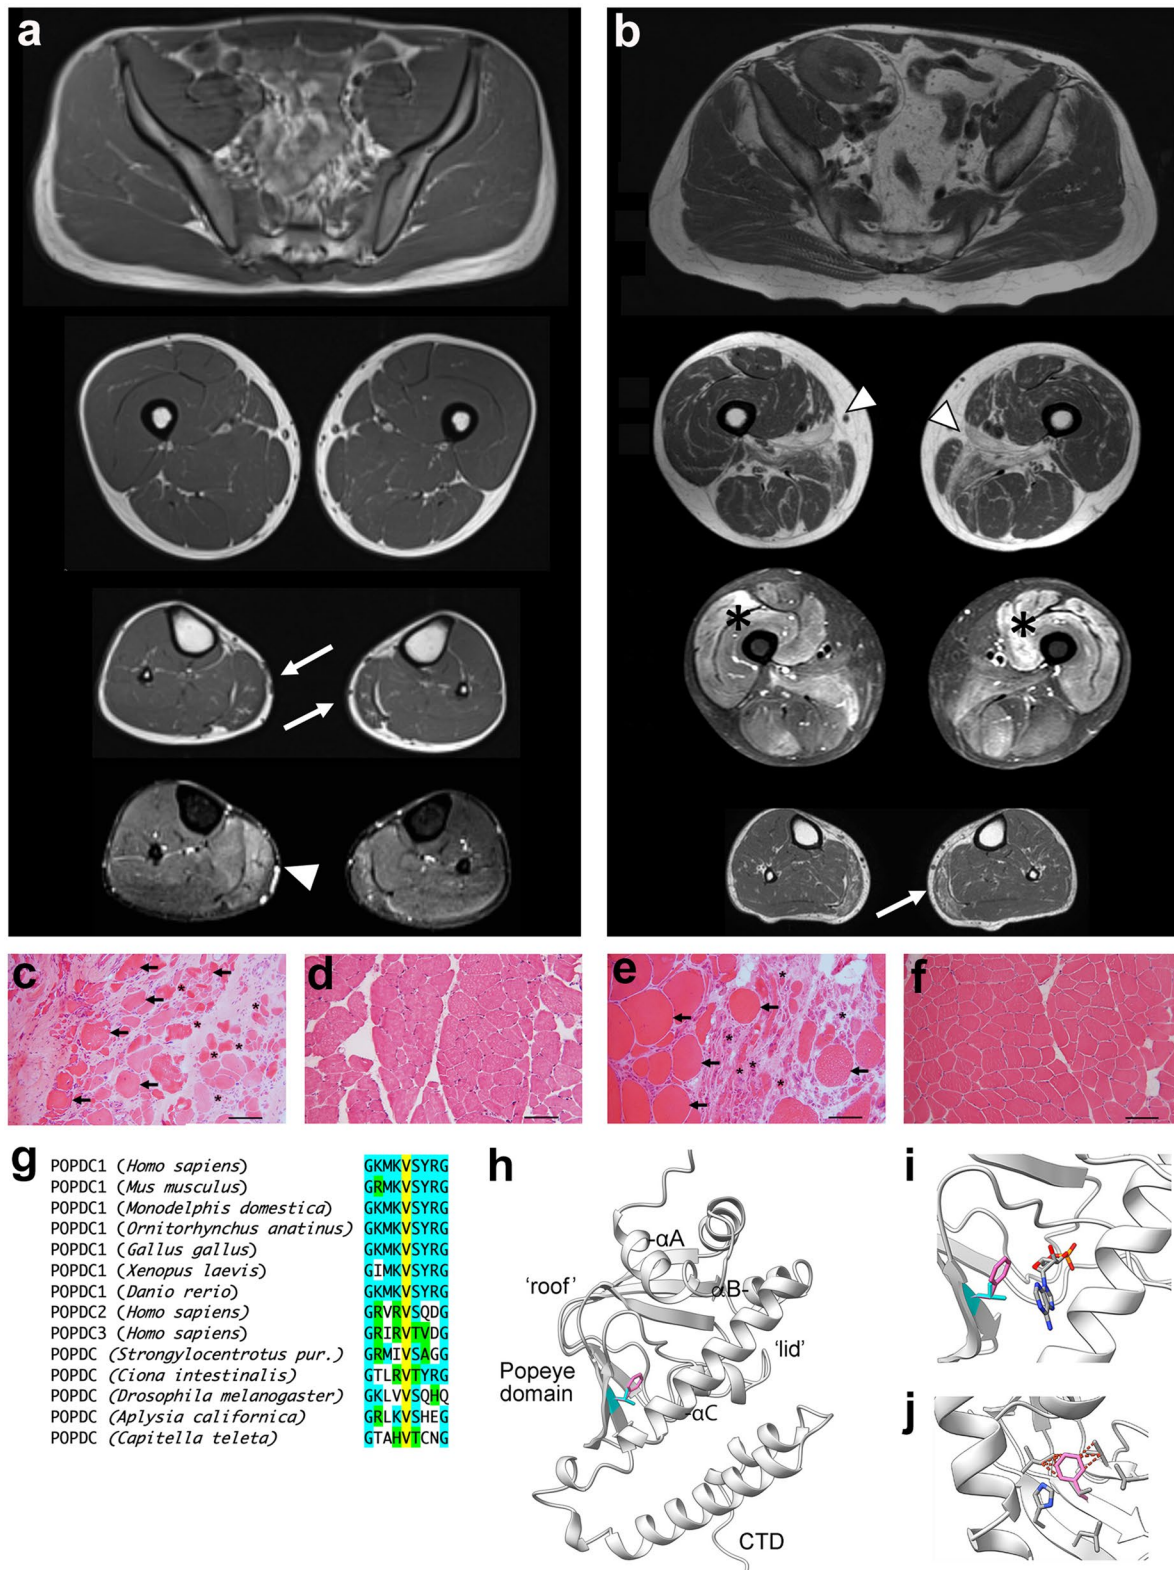 a
b
c
d
e
f
g
POPDC1 (Homo sapiens) GKMKVSYRG
POPDC1 (Mus musculus) GRMKVSYRG
POPDC1 (Monodelphis domestica) GKMKVSYRG
POPDC1 (Ornitorhynchus anatinus) GKMKVSYRG
POPDC1 (Gallus gallus) GKMKVSYRG
POPDC1 (Xenopus laevis) GIMKVSYRG
POPDC1 (Danio rerio) GKMKVSYRG
POPDC2 (Homo sapiens) GRVRVSQDG
POPDC3 (Homo sapiens) GRIRVTVDG
POPDC (Strongylocentrotus pur.) GRMIVSAGG
POPDC (Ciona intestinalis) GTLRVTYRG
POPDC (Drosophila melanogaster) GKLVVSQHQ
POPDC (Aplysia californica) GRLKVSHEG
POPDC (Capitella teleta) GTAHVTCNG
h
-αA
αB-
'roof'
'lid'
Popeye
domain
-αC
CTD
i
j